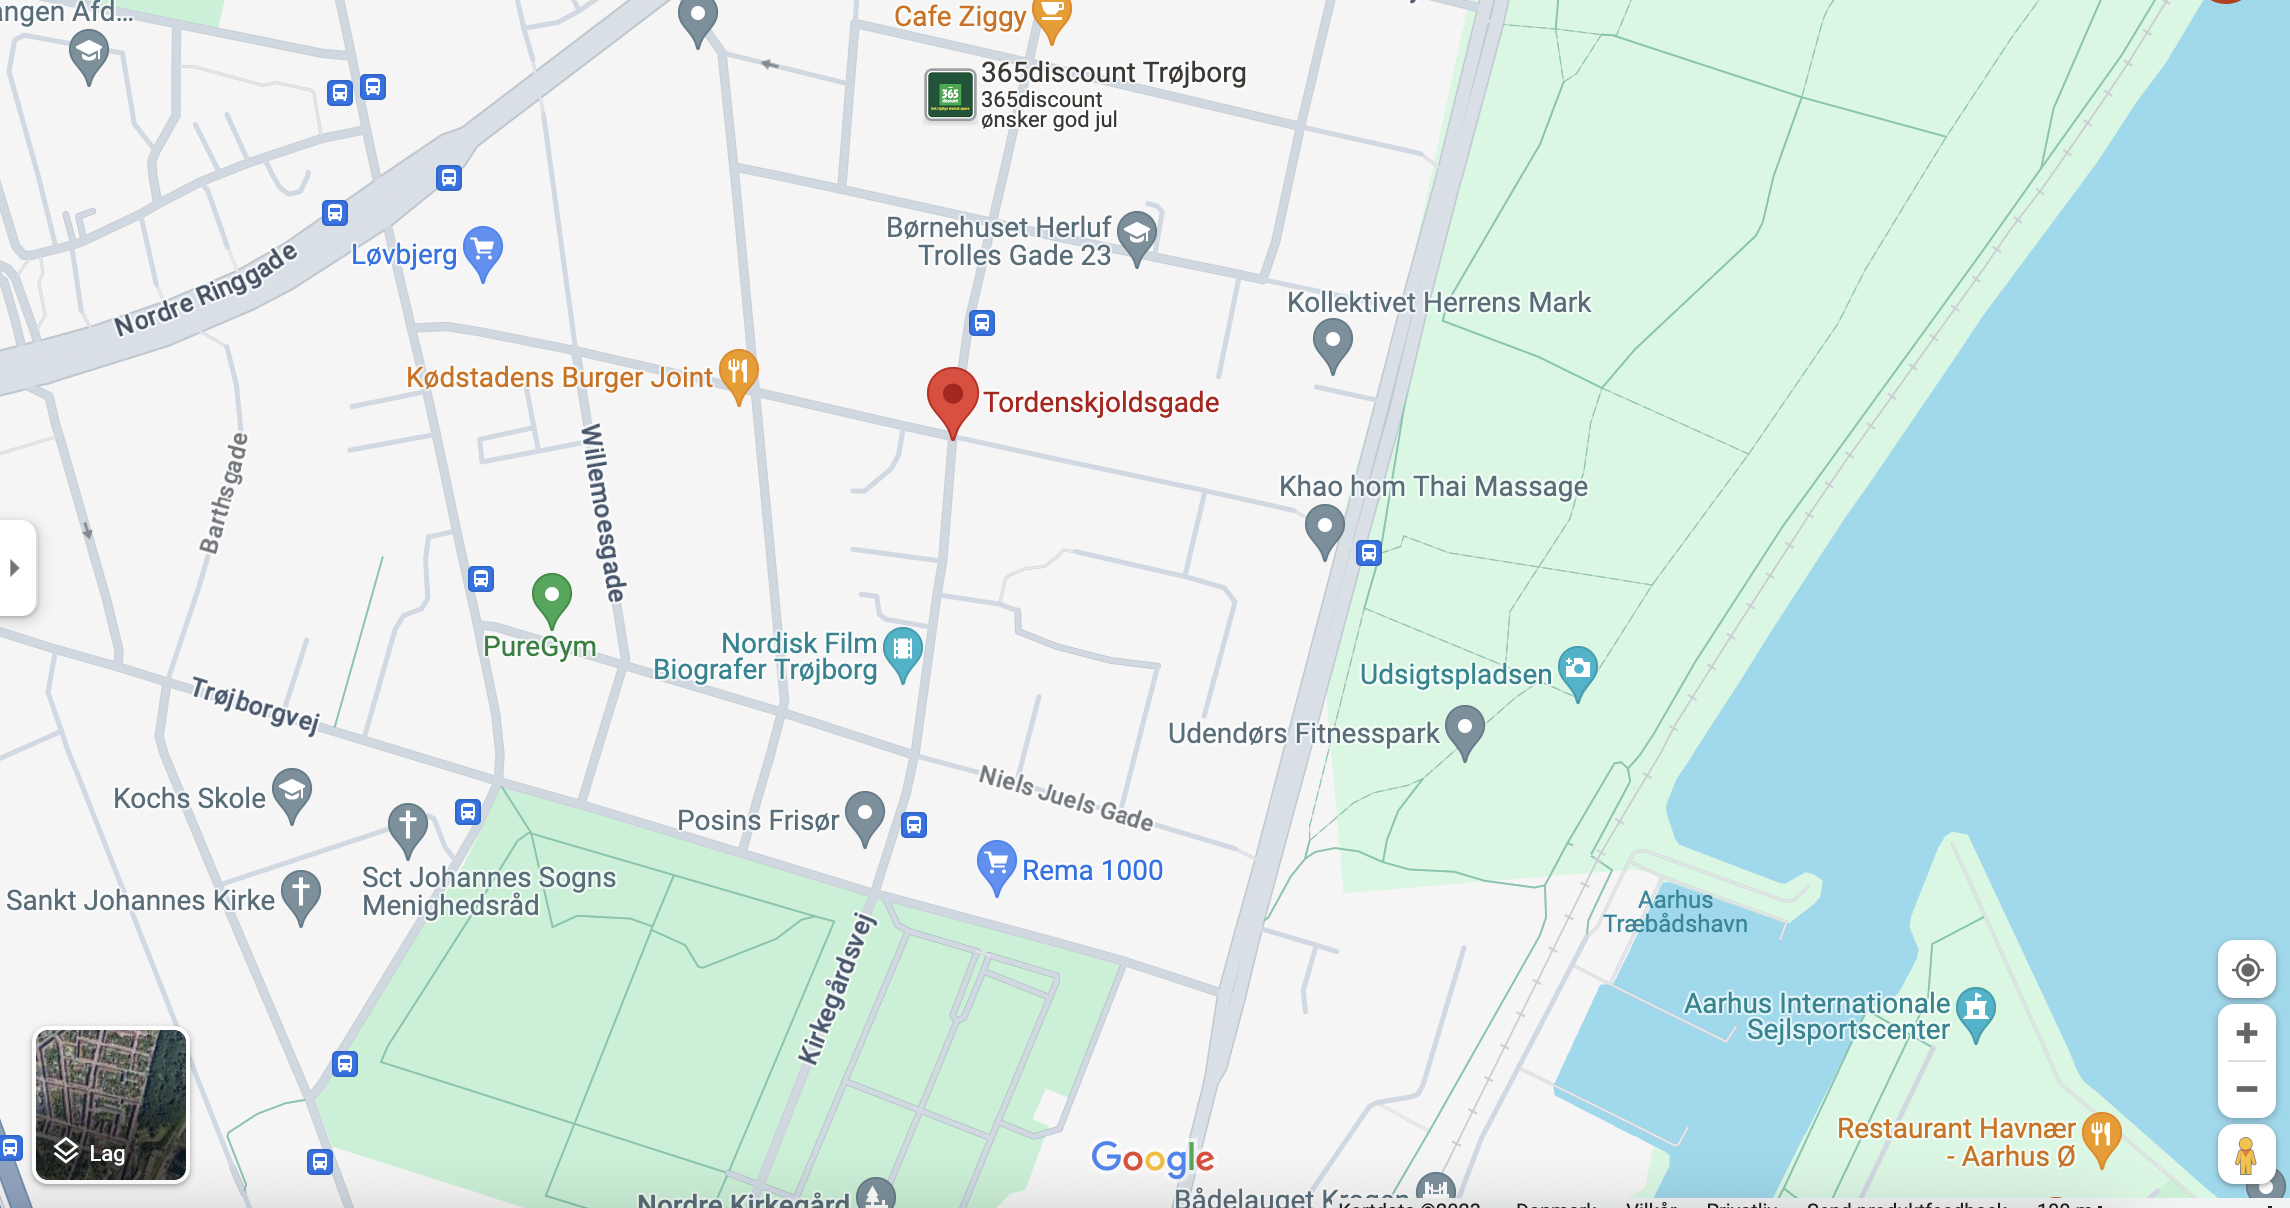 Cafe Ziggy
365discount Trøjborg
365discount
ønsker god jul
365
Børnehuset Herluf
Trolles Gade 23
Løvbjerg
Nordre Ringgade
Kollektivet Herrens Mark
Kødstadens Burger Joint
Tordenskjoldsgade
Barthsgade
Willemoesgade
Khao hom Thai Massage
PureGym
Nordisk Film
Biografer Trøjborg
Udsigtspladsen
Trøjborgvej
Udendørs Fitnesspark
Niels Juels Gade
Kochs Skole
Posins Frisør
Rema 1000
Sct Johannes Sogns
Menighedsråd
Sankt Johannes Kirke
Aarhus
Træbådshavn
Kirkegårdsvej
Aarhus Internationale
Sejlsportscenter
Restaurant Havnær
- Aarhus Ø
Lag
Google
Nordre Kirkegård
Bådelauget Krogen
Kortdata ©2023 Danmark Vilkår Privatliv Send produktfeedback 100 m